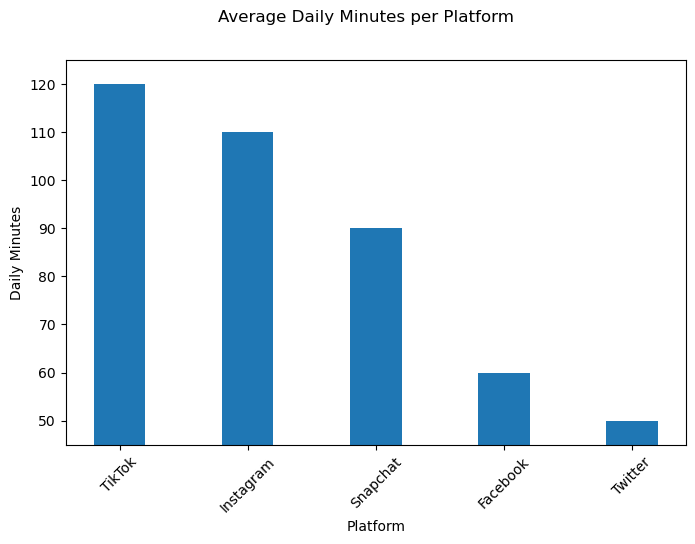 Average Daily Minutes per Platform
Daily Minutes
120
110
100
90
80
70
60
50
TikTok
Instagram
Snapchat
Facebook
Twitter
Platform